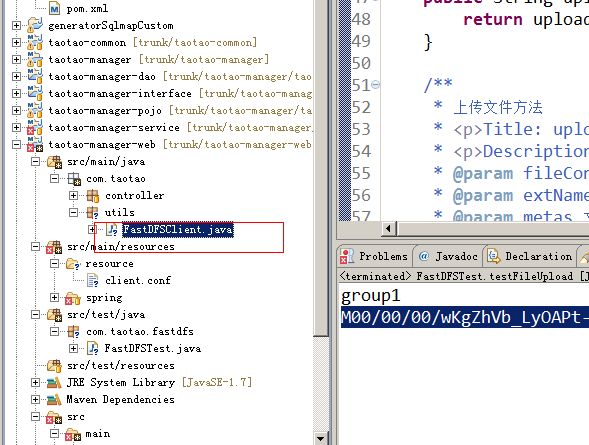 pom.xml
generatorSqlmapCustom
taotao-common [trunk/taotao-common]
taotao-manager [trunk/taotao-manager]
taotao-manager-dao [trunk/taotao-manager/tao
taotao-manager-interface [trunk/taotao-manag
taotao-manager-pojo [trunk/taotao-manager/ta
taotao-manager-service [trunk/taotao-manager
taotao-manager-web [trunk/taotao-manager-web
src/main/java
com.taotao
controller
utils
FastDFSClient.java
src/main/resources
resource
client.conf
spring
src/test/java
com.taotao.fastdfs
FastDFSTest.java
src/test/resources
JRE System Library [JavaSE-1.7]
Maven Dependencies
src
main
47 public String upload
48 return upload
49 }
50
51 /**
52 * 上传文件方法
53 * <p>Title: uplo
54 * <p>Description
55 * @param fileCon
56 * @param extName
57 * @param metas 文
Problems @ Javadoc Declaration
<terminated> FastDFSTest.testFileUpload [J
group1
M00/00/00/wKgZhVb_LyOAPt-